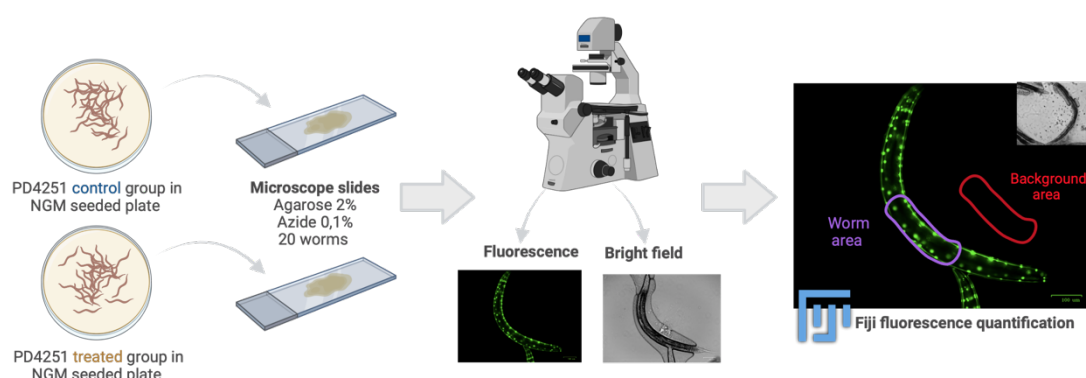 PD4251 control group in
NGM seeded plate
PD4251 treated group in
NGM seeded plate
Microscope slides
Agarose 2%
Azide 0,1%
20 worms
Fluorescence
Bright field
Worm
area
Background
area
Fiji fluorescence quantification